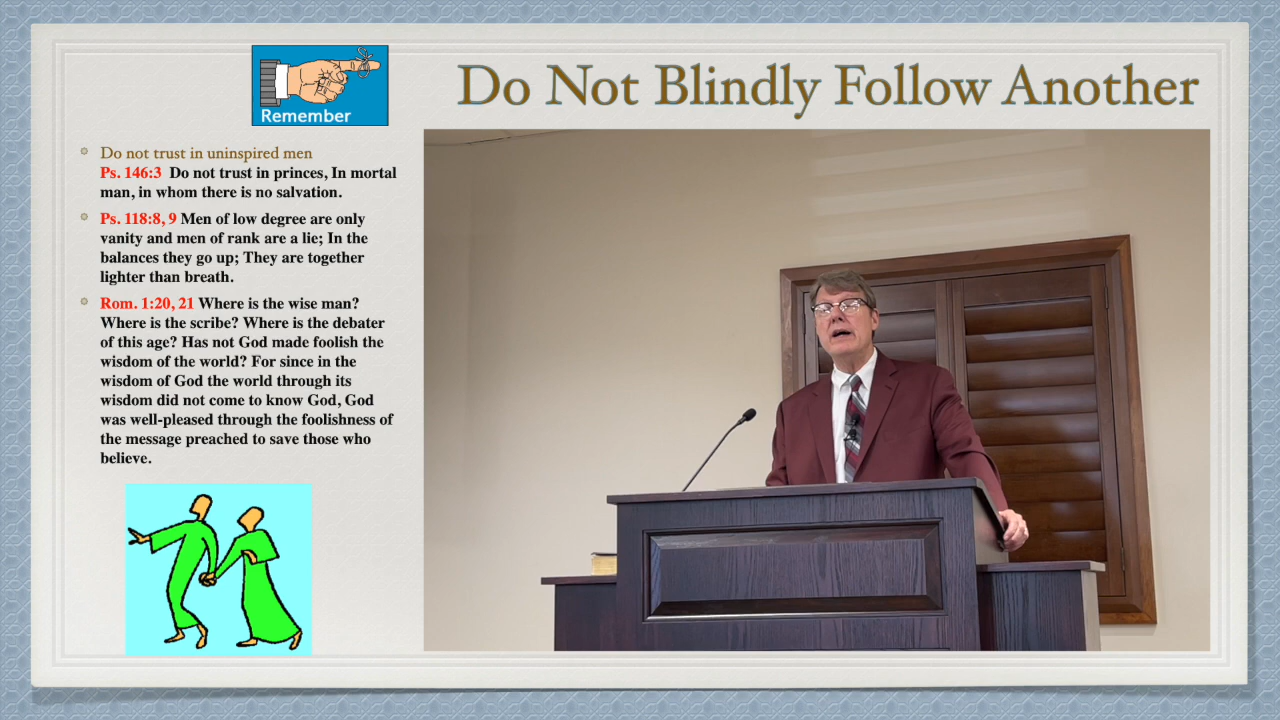 Remember
Do Not Blindly Follow Another
Do not trust in uninspired men
Ps. 146:3  Do not trust in princes, In mortal
man, in whom there is no salvation.
Ps. 118:8, 9 Men of low degree are only
vanity and men of rank are a lie; In the
balances they go up; They are together
lighter than breath.
Rom. 1:20, 21 Where is the wise man?
Where is the scribe? Where is the debater
of this age? Has not God made foolish the
wisdom of the world? For since in the
wisdom of God the world through its
wisdom did not come to know God, God
was well-pleased through the foolishness of
the message preached to save those who
believe.